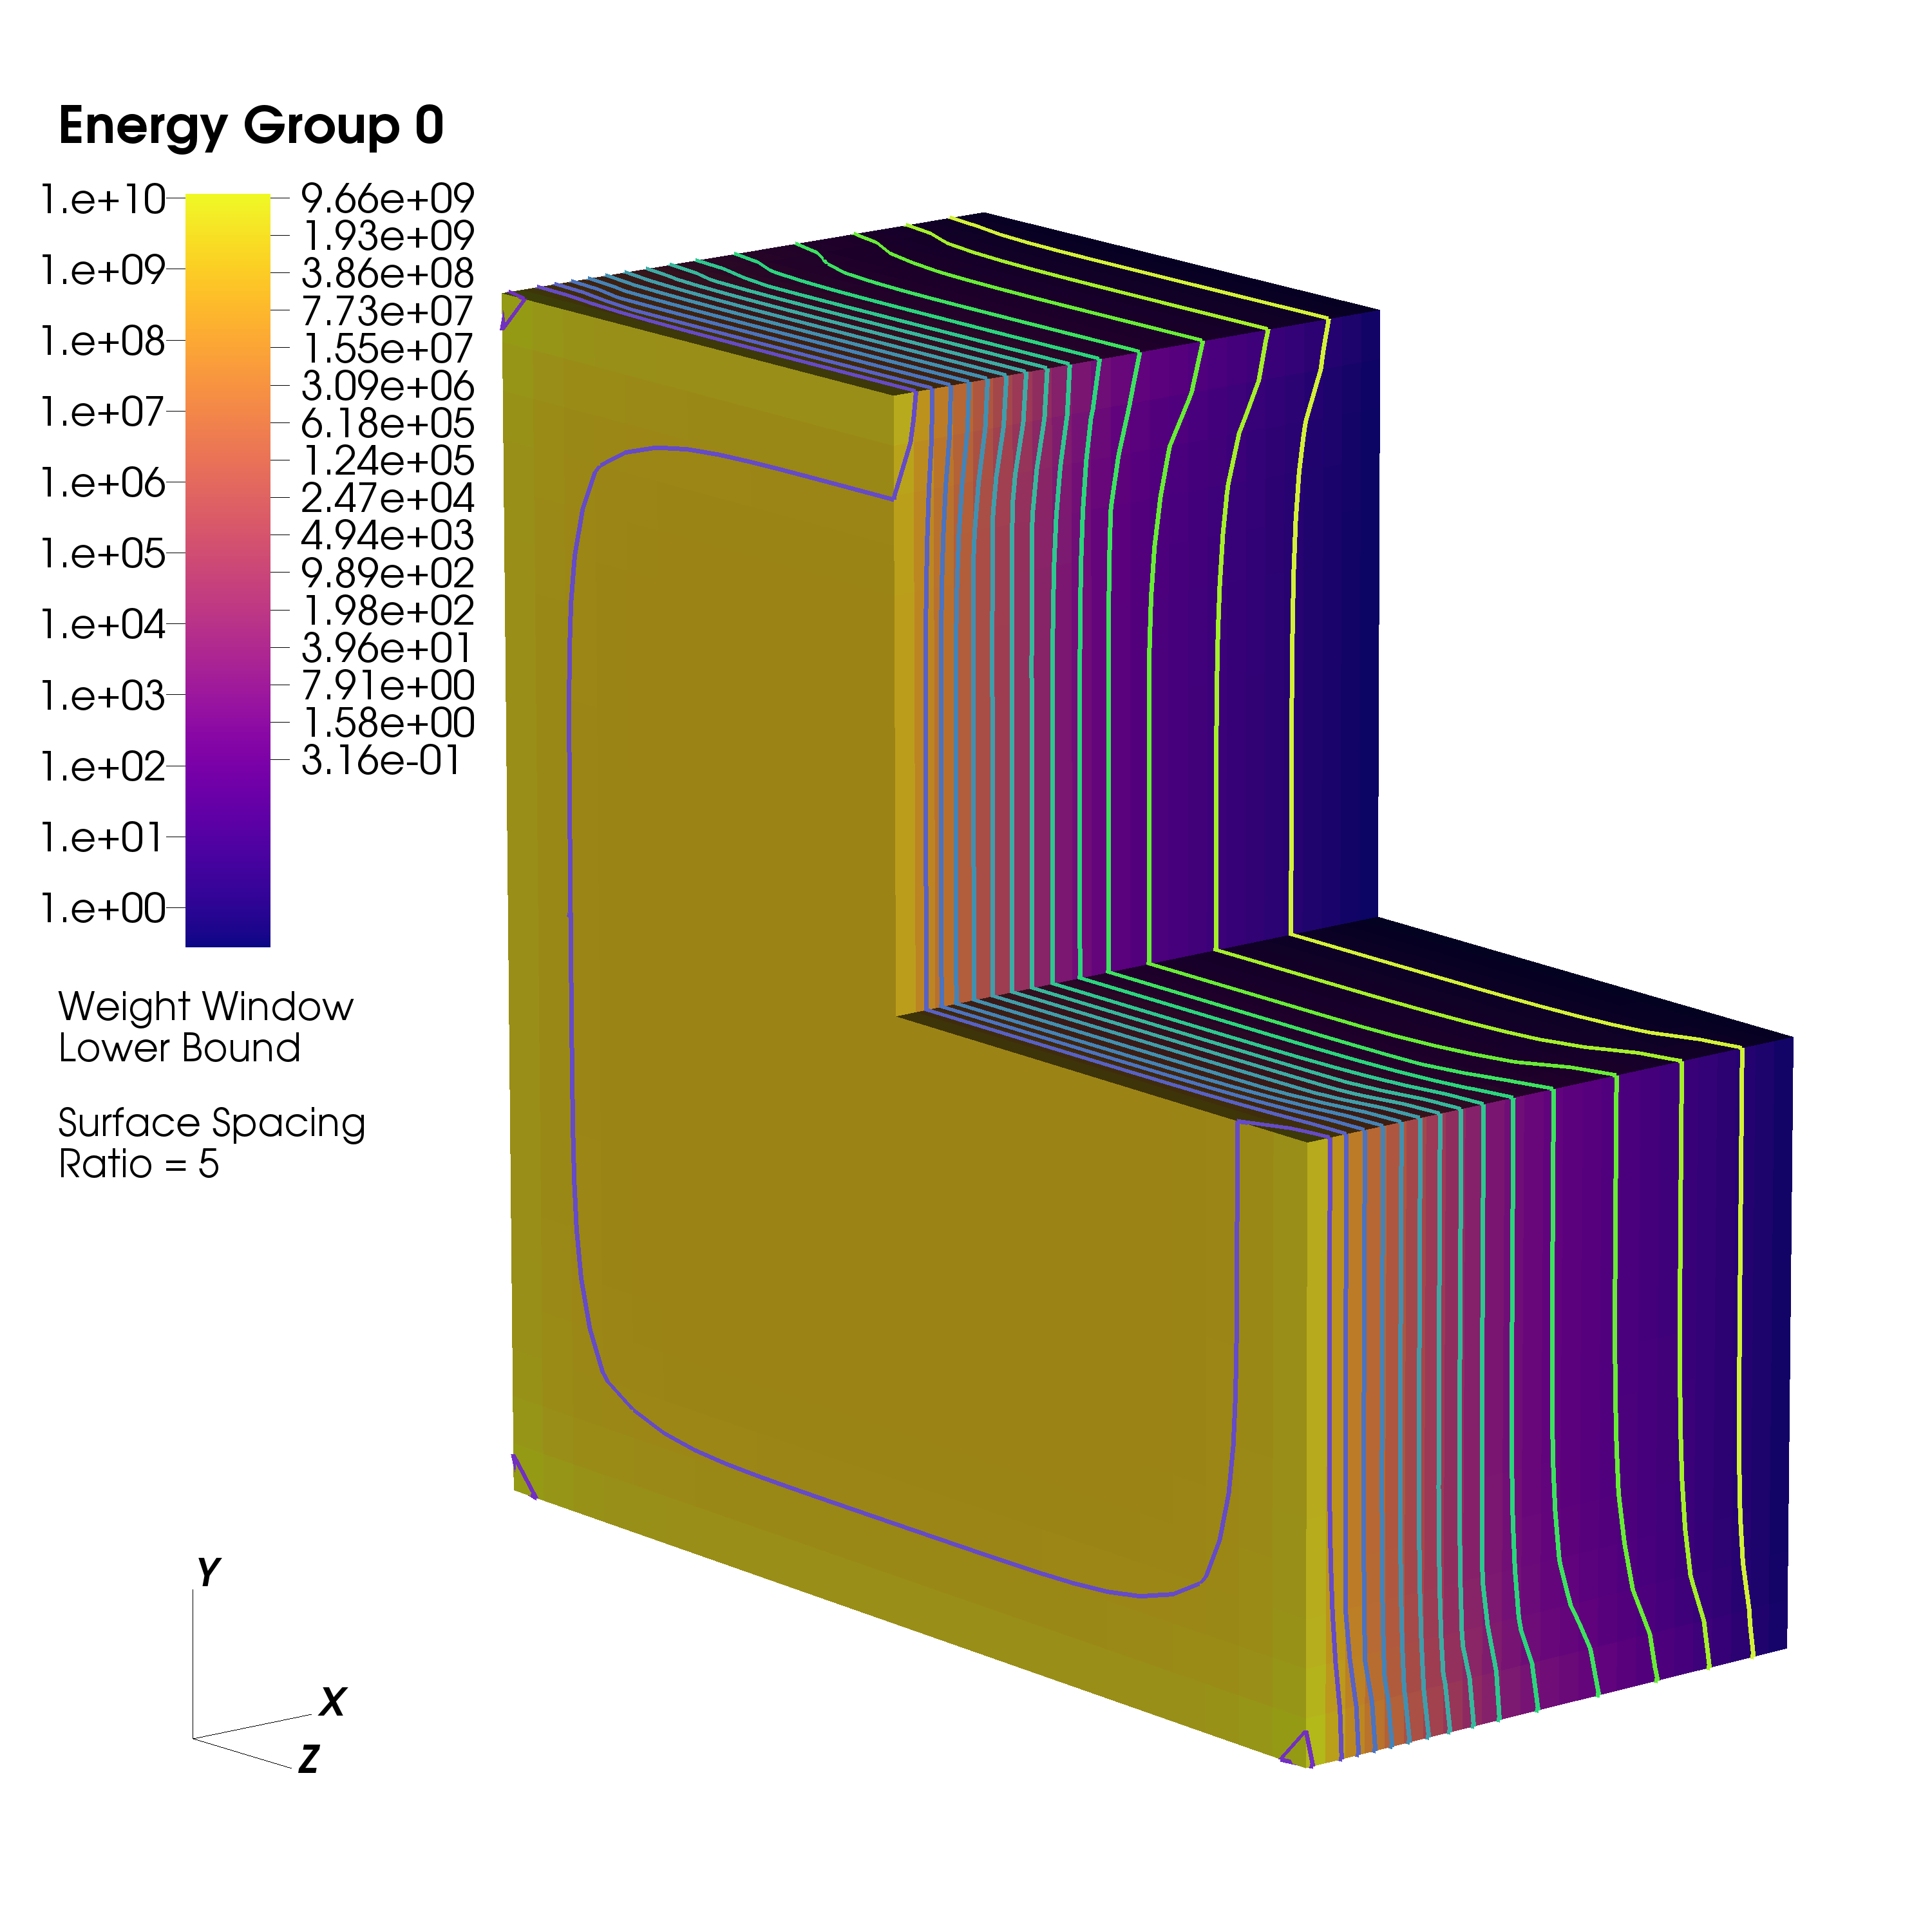 Energy Group 0
1.e+10
1.e+09
1.e+08
1.e+07
1.e+06
1.e+05
1.e+04
1.e+03
1.e+02
1.e+01
1.e+00
9.66e+09
1.93e+09
3.86e+08
7.73e+07
1.55e+07
3.09e+06
6.18e+05
1.24e+05
2.47e+04
4.94e+03
9.89e+02
1.98e+02
3.96e+01
7.91e+00
1.58e+00
3.16e-01
Weight Window
Lower Bound
Surface Spacing
Ratio = 5
Y
X
Z